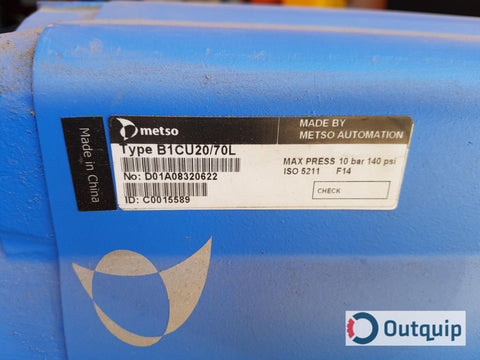 metso
MADE BY
METSO AUTOMATION
Type B1CU20/70L
MAX PRESS 10 bar 140 psi
ISO 5211 F14
No: D01A08320622
CHECK
ID: C0015589
Made in China
Outquip